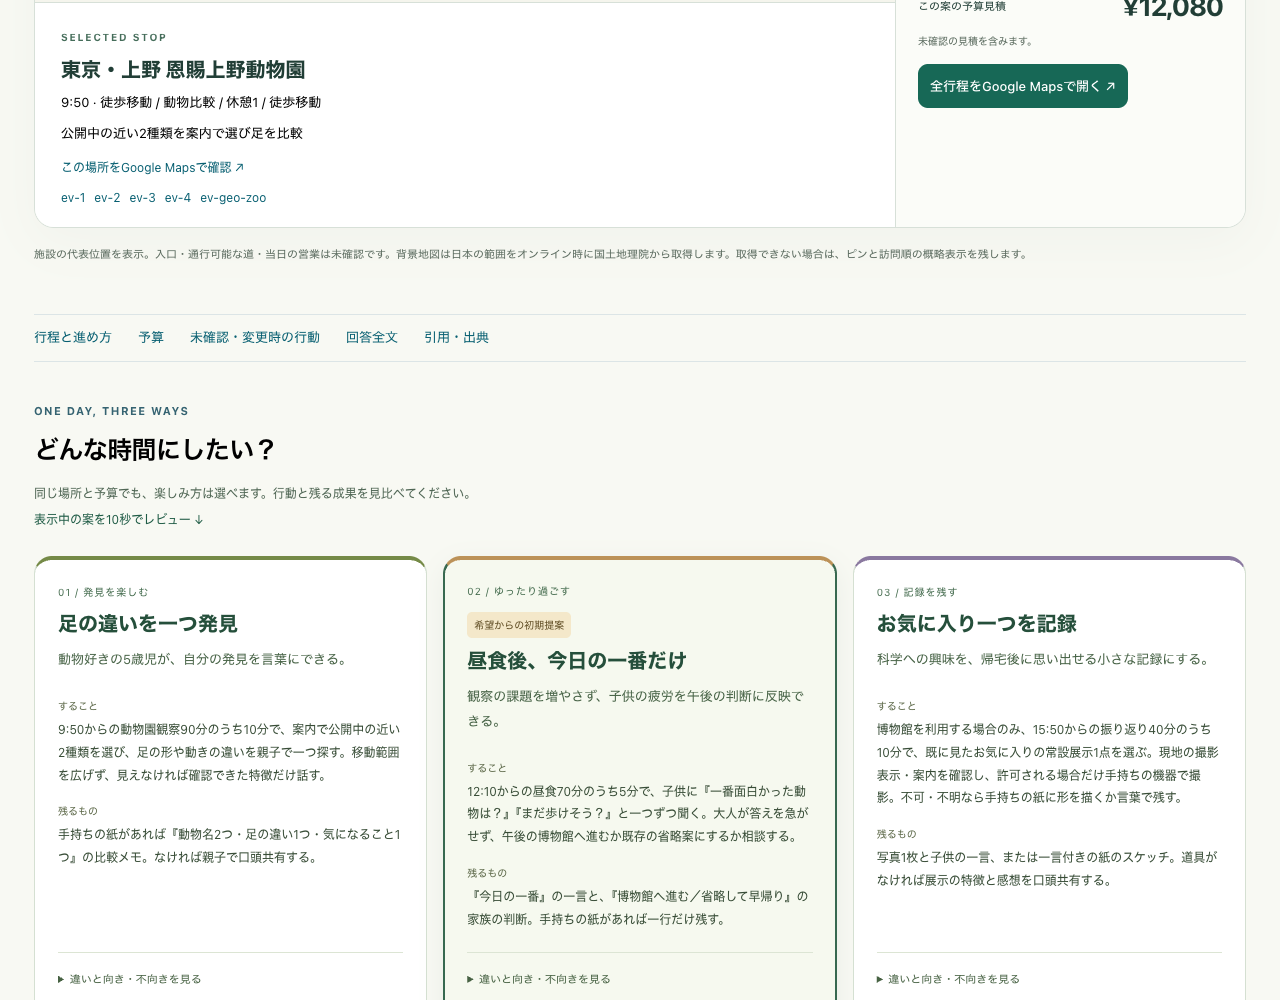 この案の予算見積 ¥12,080
未確認の見積を含みます。
全行程をGoogle Mapsで開く ↗
SELECTED STOP
東京・上野 恩賜上野動物園
9:50 · 徒歩移動 / 動物比較 / 休憩1 / 徒歩移動
公開中の近い2種類を案内で選び足を比較
この場所をGoogle Mapsで確認 ↗
ev-1 ev-2 ev-3 ev-4 ev-geo-zoo
施設の代表位置を表示。入口・通行可能な道・当日の営業は未確認です。背景地図は日本の範囲をオンライン時に国土地理院から取得します。取得できない場合は、ピンと訪問順の概略表示を残します。
行程と進め方 予算 未確認・変更時の行動 回答全文 引用・出典
ONE DAY, THREE WAYS
どんな時間にしたい？
同じ場所と予算でも、楽しみ方は選べます。行動と残る成果を見比べてください。
表示中の案を10秒でレビュー ↓
01 / 発見を楽しむ
足の違いを一つ発見
動物好きの5歳児が、自分の発見を言葉にできる。
すること
9:50からの動物園観察90分のうち10分で、案内で公開中の近い
2種類を選び、足の形や動きの違いを親子で一つ探す。移動範囲
を広げず、見えなければ確認できた特徴だけ話す。
残るもの
手持ちの紙があれば『動物名2つ・足の違い1つ・気になること1
つ』の比較メモ。なければ親子で口頭共有する。
▶ 違いと向き・不向きを見る
02 / ゆったり過ごす
希望からの初期提案
昼食後、今日の一番だけ
観察の課題を増やさず、子供の疲労を午後の判断に反映で
きる。
すること
12:10からの昼食70分のうち5分で、子供に『一番面白かった動
物は？』『まだ歩けそう？』と一つずつ聞く。大人が答えを急が
せず、午後の博物館へ進むか既存の省略案にするか相談する。
残るもの
『今日の一番』の一言と、『博物館へ進む／省略して早帰り』の
家族の判断。手持ちの紙があれば一行だけ残す。
▶ 違いと向き・不向きを見る
03 / 記録を残す
お気に入り一つを記録
科学への興味を、帰宅後に思い出せる小さな記録にする。
すること
博物館を利用する場合のみ、15:50からの振り返り40分のうち
10分で、既に見たお気に入りの常設展示1点を選ぶ。現地の撮影
表示・案内を確認し、許可される場合だけ手持ちの機器で撮
影。不可・不明なら手持ちの紙に形を描くか言葉で残す。
残るもの
写真1枚と子供の一言、または一言付きの紙のスケッチ。道具が
なければ展示の特徴と感想を口頭共有する。
▶ 違いと向き・不向きを見る